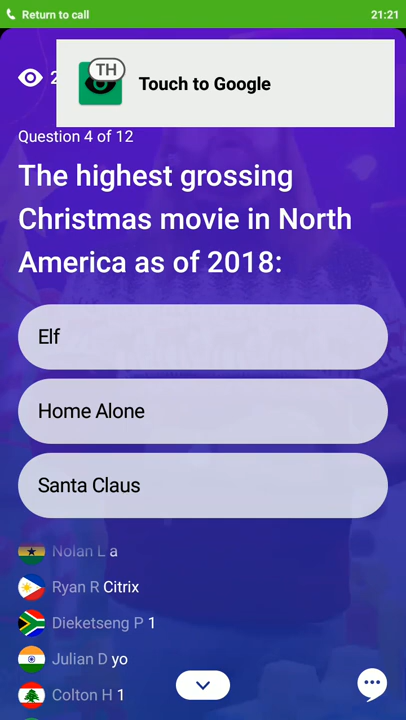 Return to call
21:21
2
TH
Touch to Google
Question 4 of 12
The highest grossing
Christmas movie in North
America as of 2018:
Elf
Home Alone
Santa Claus
Nolan L a
Ryan R Citrix
Dieketseng P 1
Julian D yo
Colton H 1